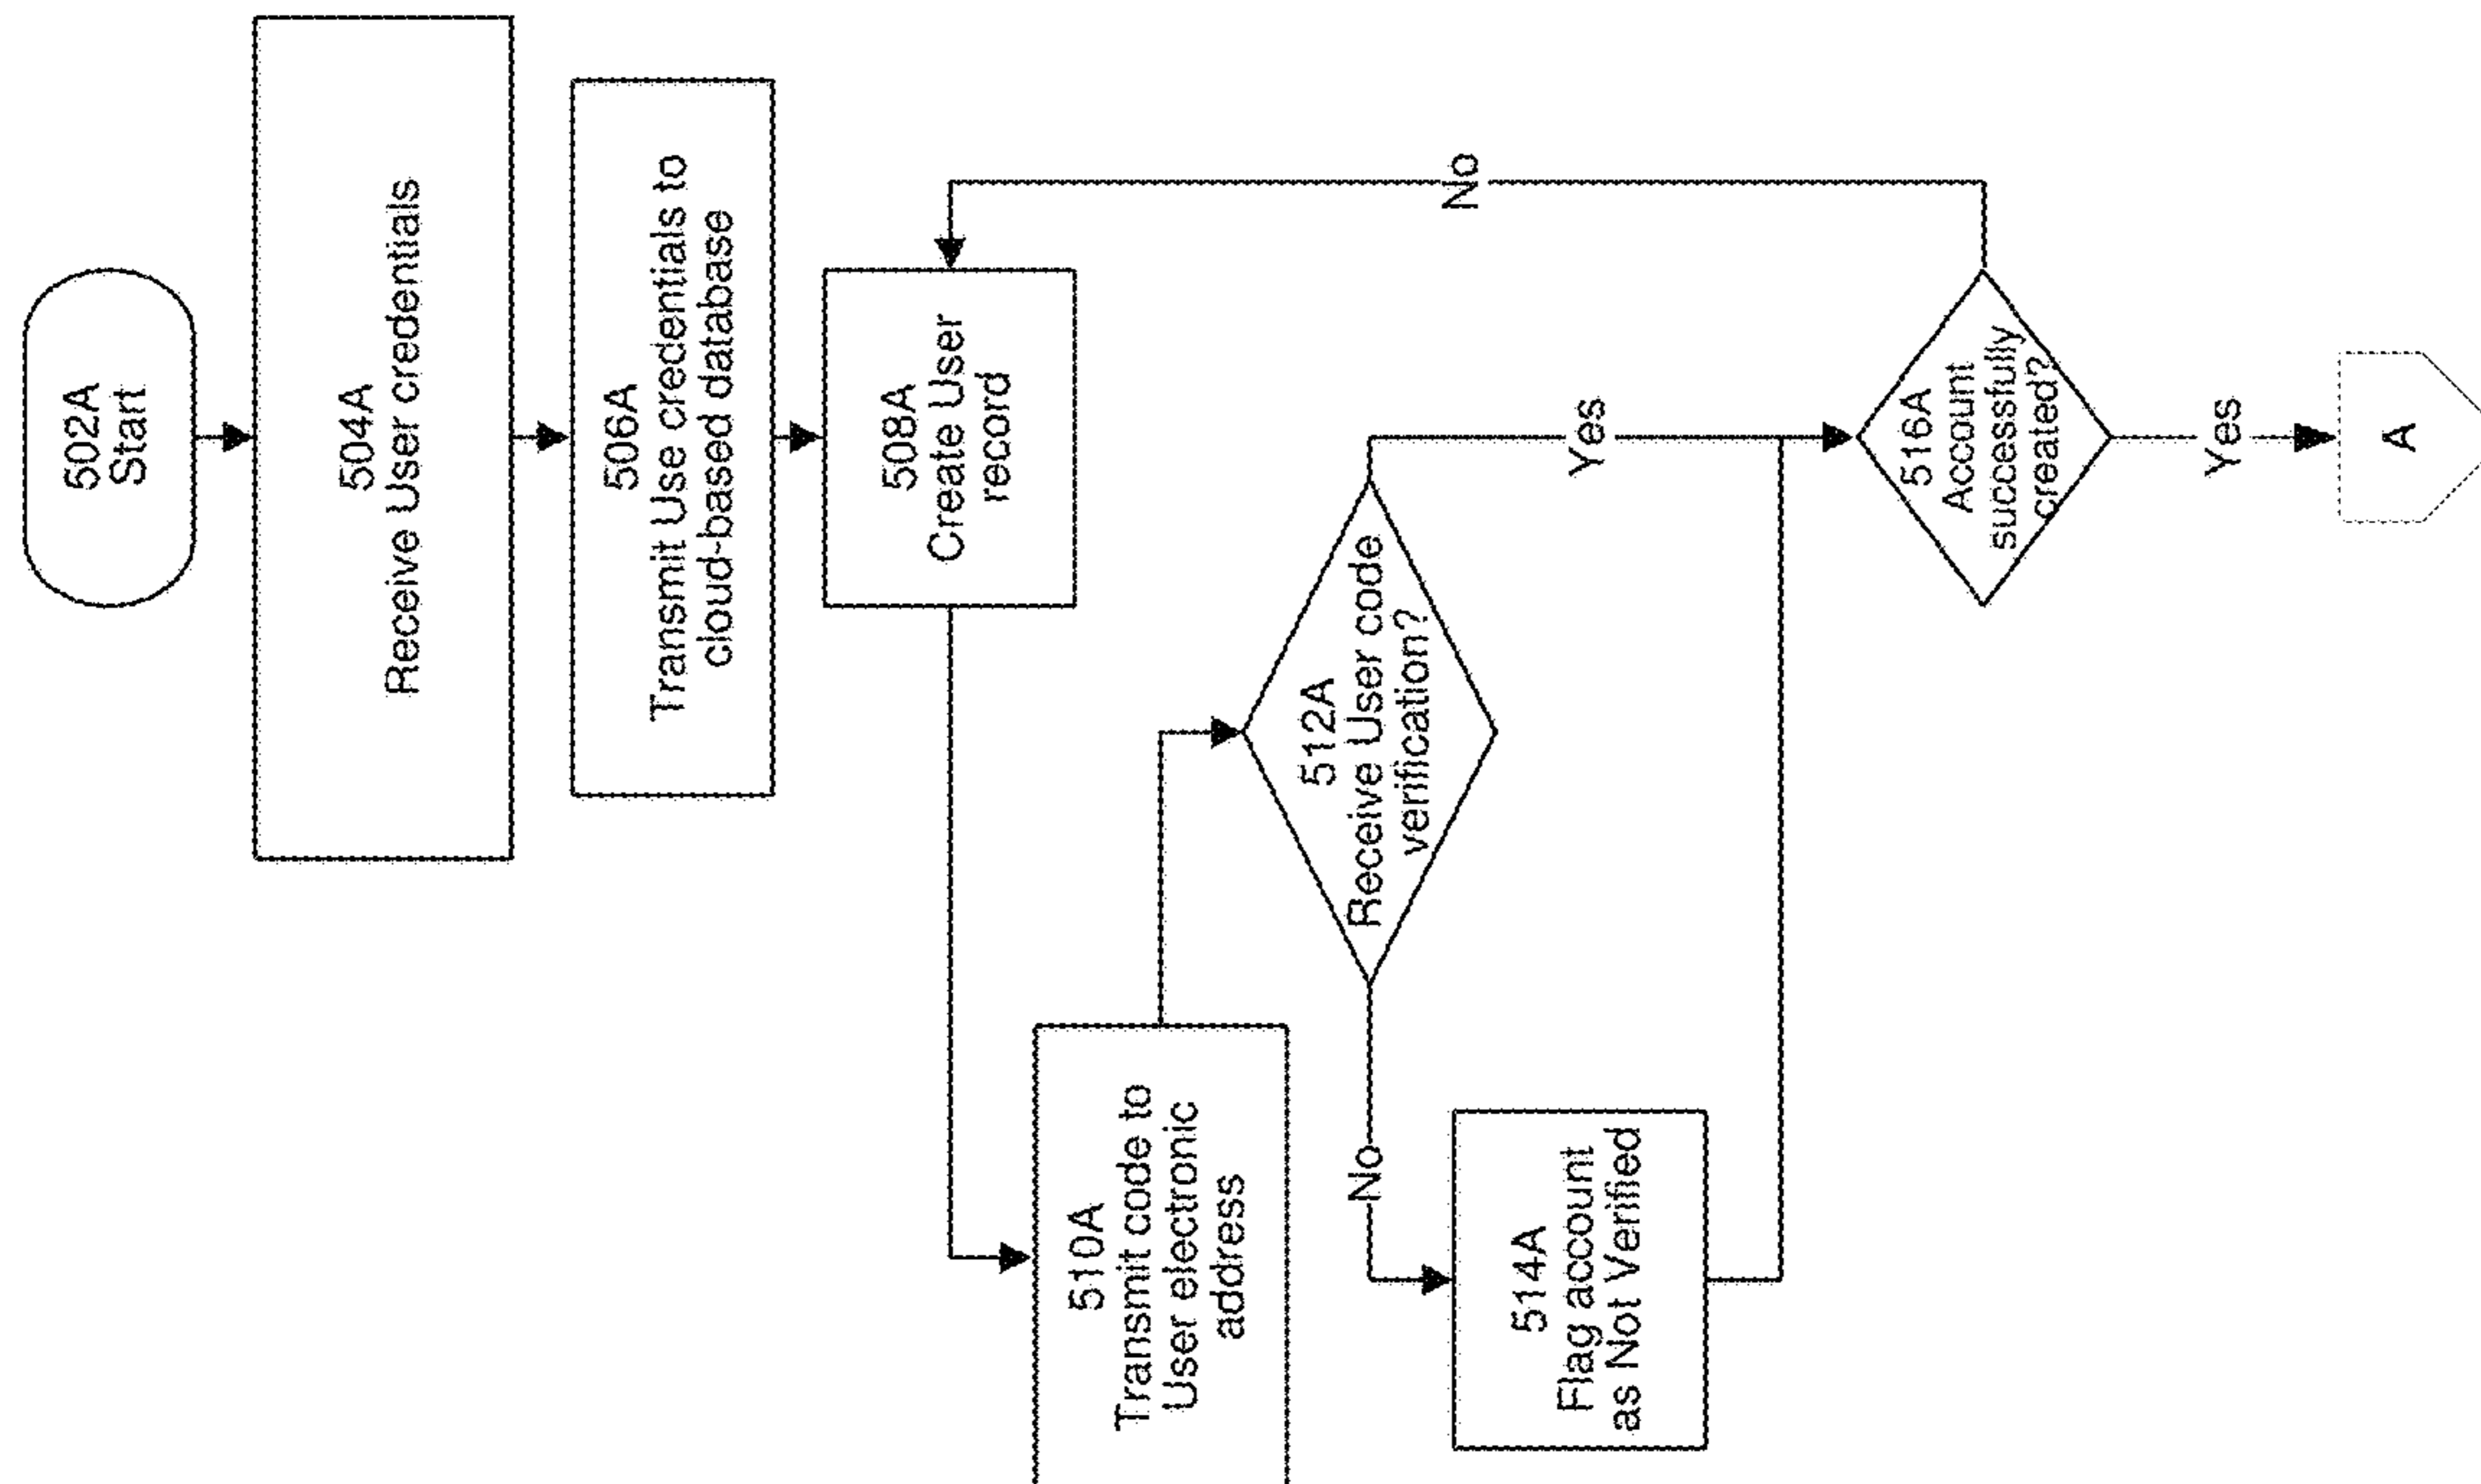 502A
Start
504A
Receive User credentials
506A
Transmit Use credentials to
cloud-based database
508A
Create User
record
510A
Transmit code to
User electronic
address
512A
Receive User code
verification?
No
Yes
514A
Flag account
as Not Verified
516A
Account
successfully
created?
No
Yes
A